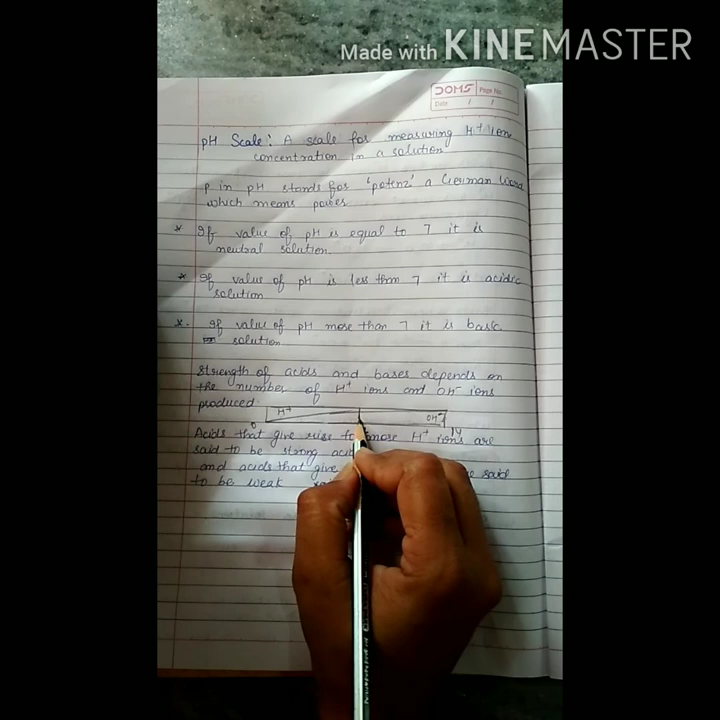 Made with KINEMASTER
DOMS Page No.
Date / /
pH Scale: A scale for measuring H+ ion
concentration in a solution
p in pH stands for 'potenz' a German word
which means power.
* If value of pH is equal to 7 it is
neutral solution.
* If value of pH is less than 7 it is acidic
solution
* If value of pH more than 7 it is basic
solution
Strength of acids and bases depends on
the number of H+ ions and OH- ions
produced.
H+ OH-
0 14
Acids that give rise to more H+ ions are
said to be strong
and acids that give said
to be weak